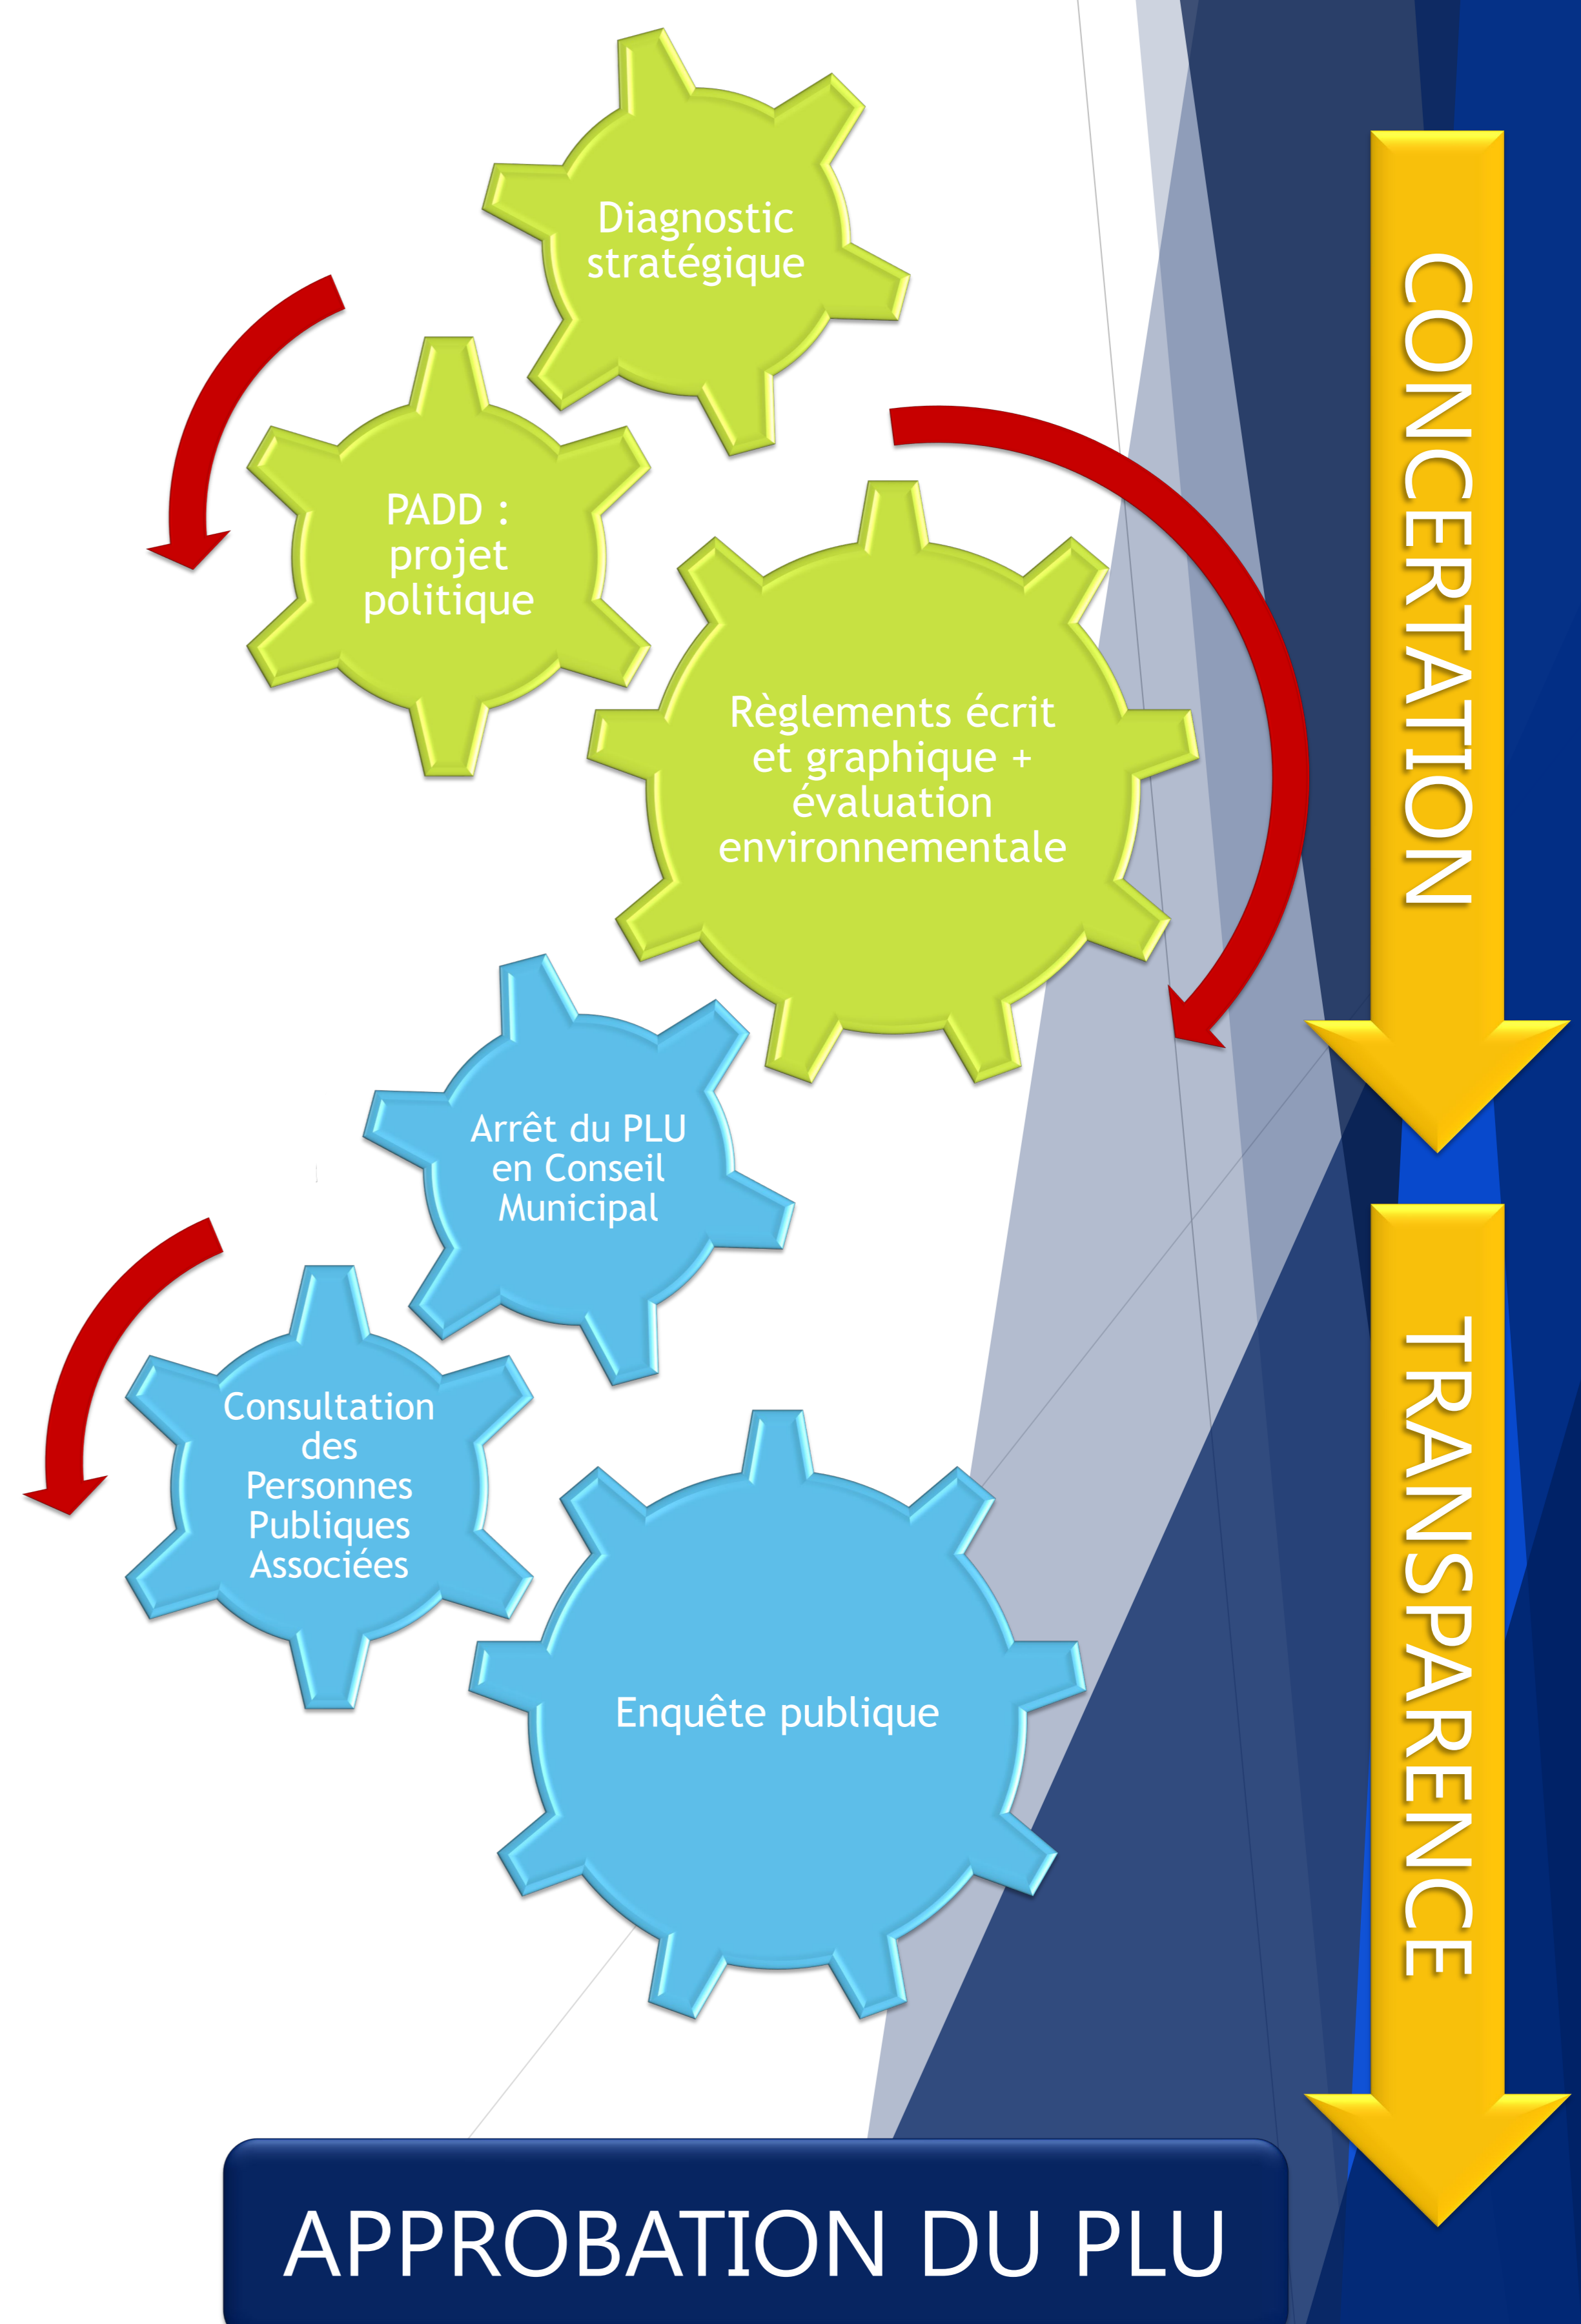 Diagnostic
stratégique
PADD :
projet
politique
Règlements écrit
et graphique +
évaluation
environnementale
CONCERTATION
Arrêt du PLU
en Conseil
Municipal
Consultation
des
Personnes
Publiques
Associées
Enquête publique
TRANSPARENCE
APPROBATION DU PLU